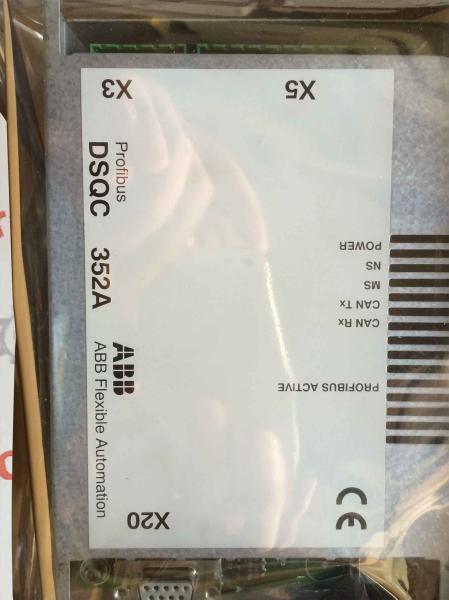 X3
X5
Profibus
DSQC 352A
ABB
ABB Flexible Automation
POWER
NS
MS
CAN Tx
CAN Rx
PROFIBUS ACTIVE
X20
CE